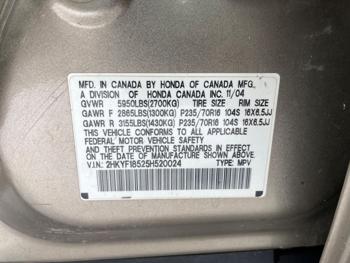 MFD. IN CANADA BY HONDA OF CANADA MFG.,
A DIVISION OF HONDA CANADA INC. 11/04
GVWR 5950LBS(2700KG) TIRE SIZE RIM SIZE
GAWR F 2865LBS(1300KG) P235/70R16 104S 16X6.5JJ
GAWR R 3155LBS(1430KG) P235/70R16 104S 16X6.5JJ
THIS VEHICLE CONFORMS TO ALL APPLICABLE
FEDERAL MOTOR VEHICLE SAFETY
STANDARDS IN EFFECT ON THE
DATE OF MANUFACTURE SHOWN ABOVE.
V.I.N: 2HKYF18525H520024 TYPE: MPV